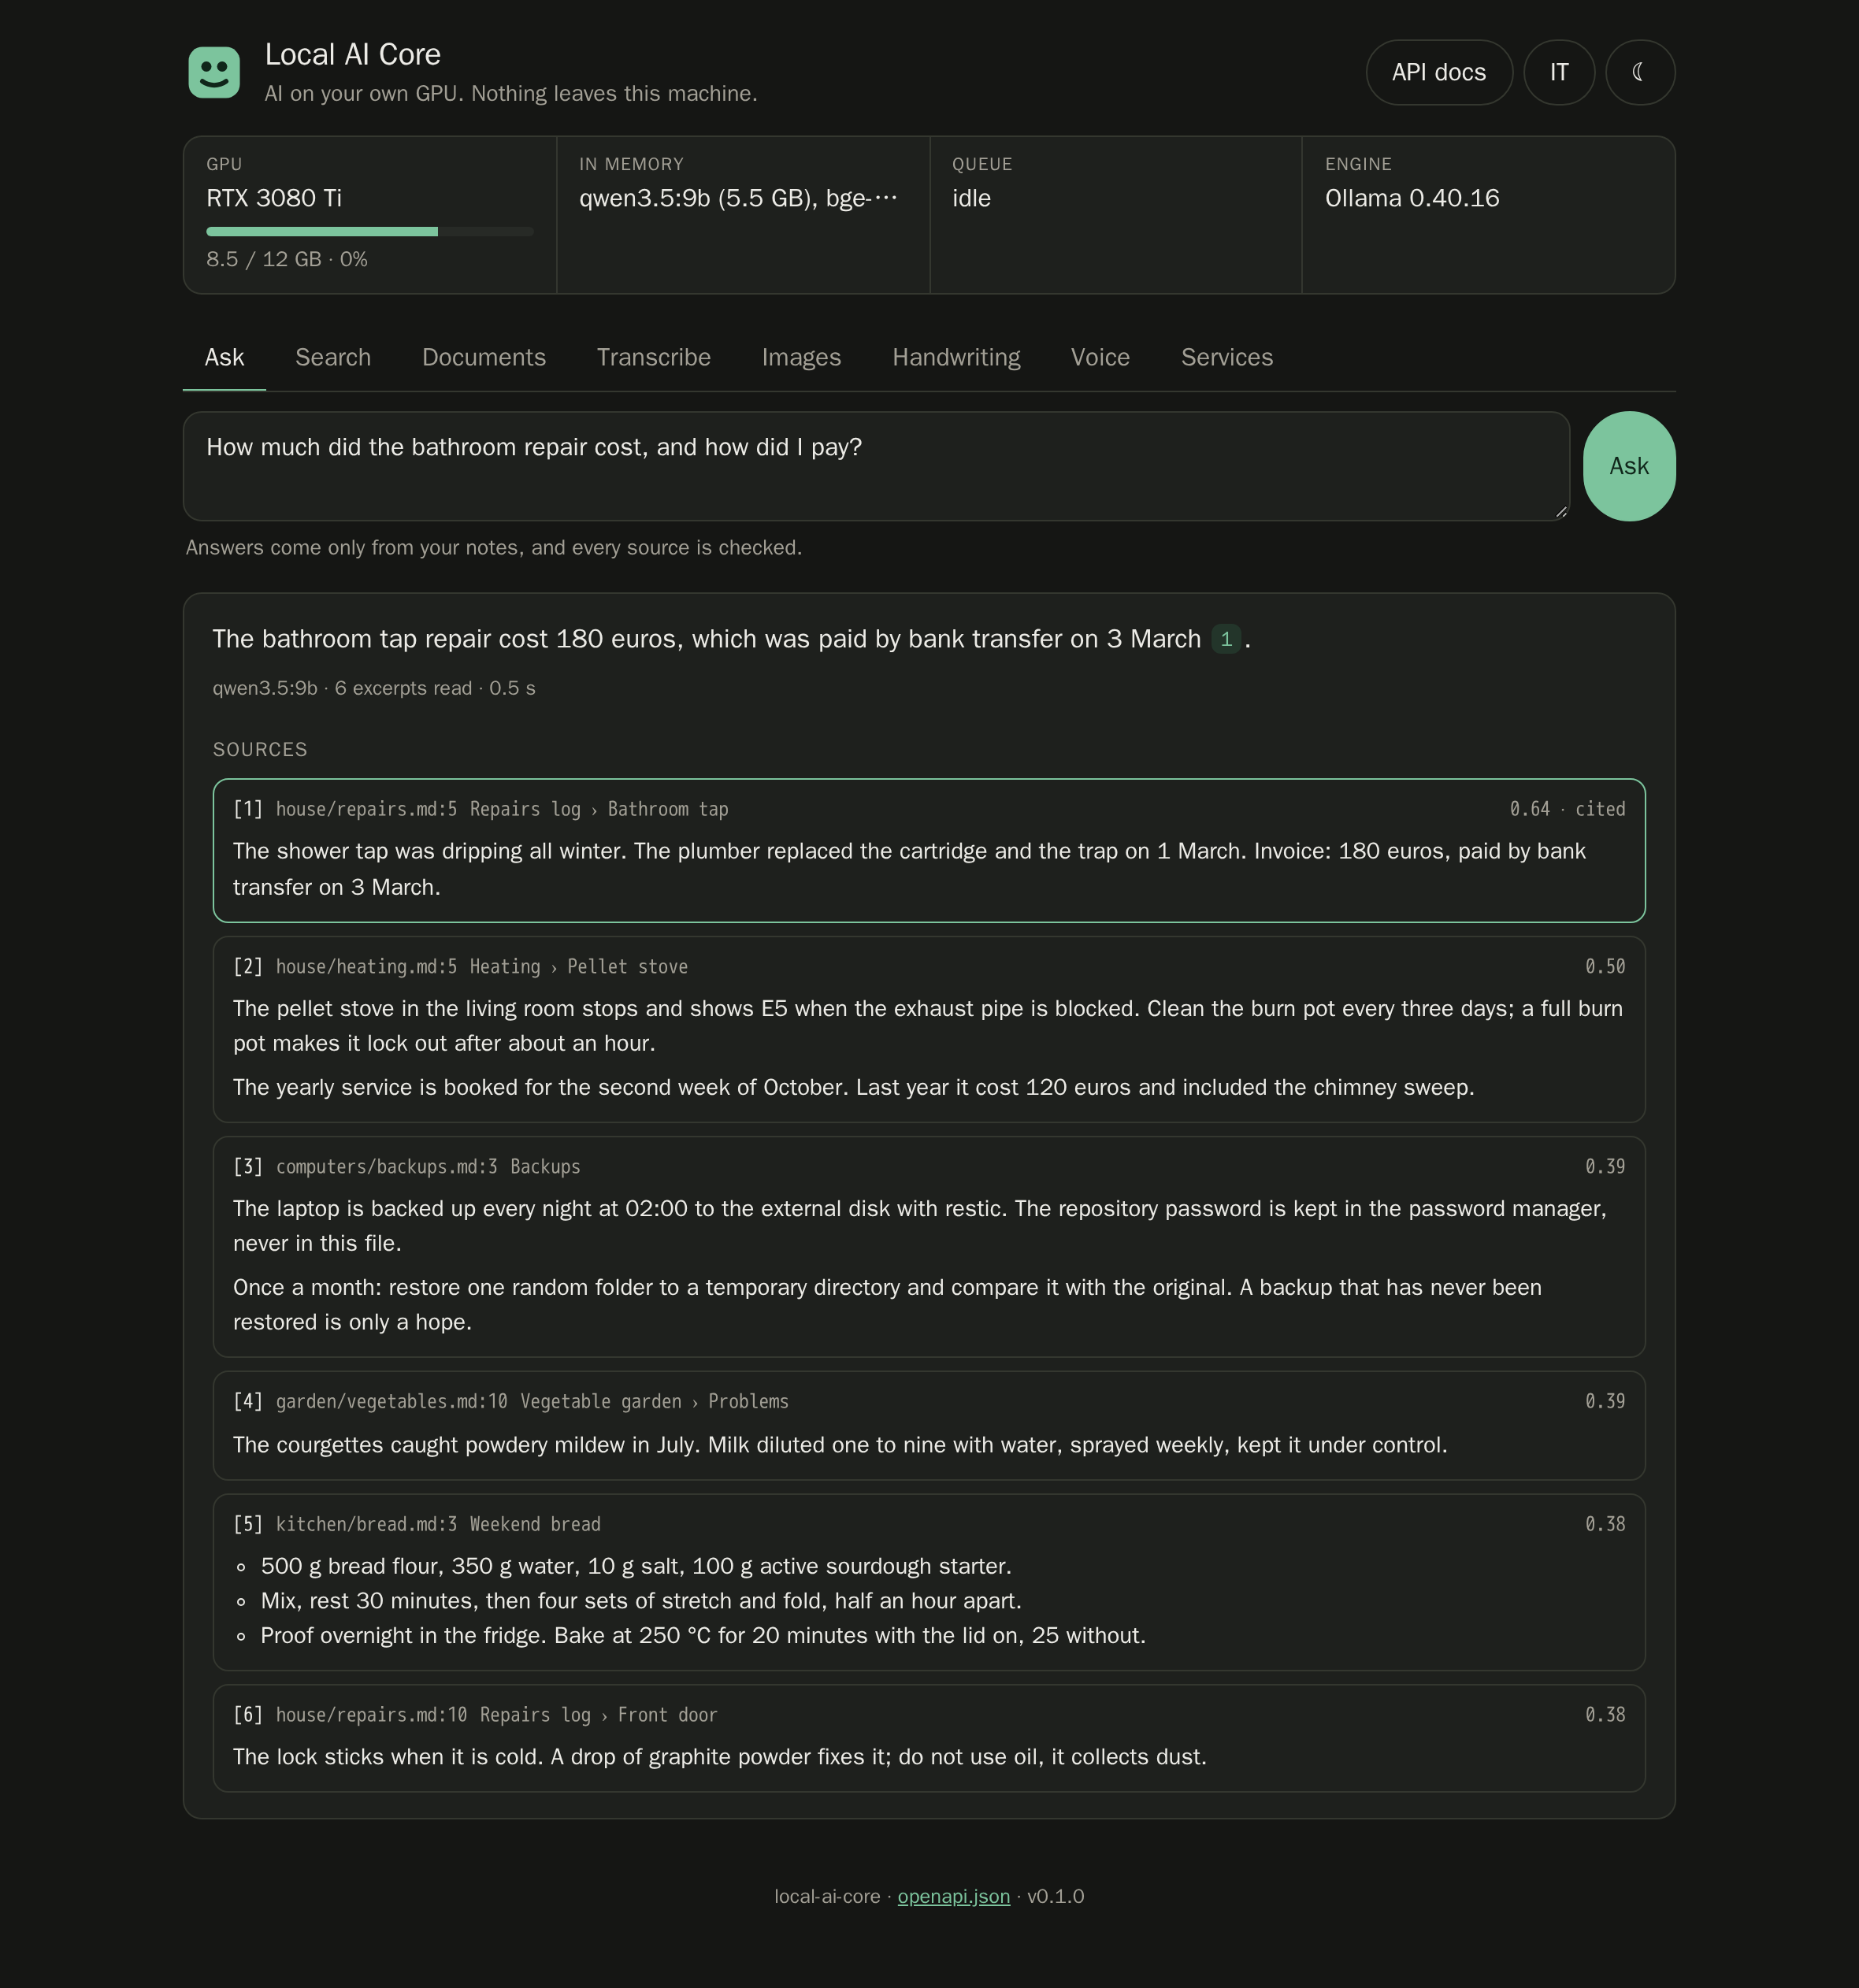 Local AI Core
AI on your own GPU. Nothing leaves this machine.
API docs
IT
GPU
RTX 3080 Ti
8.5 / 12 GB · 0%
IN MEMORY
qwen3.5:9b (5.5 GB), bge-…
QUEUE
idle
ENGINE
Ollama 0.40.16
Ask Search Documents Transcribe Images Handwriting Voice Services
How much did the bathroom repair cost, and how did I pay?
Ask
Answers come only from your notes, and every source is checked.
The bathroom tap repair cost 180 euros, which was paid by bank transfer on 3 March 1 .
qwen3.5:9b · 6 excerpts read · 0.5 s
SOURCES
[1] house/repairs.md:5 Repairs log › Bathroom tap 0.64 · cited
The shower tap was dripping all winter. The plumber replaced the cartridge and the trap on 1 March. Invoice: 180 euros, paid by bank
transfer on 3 March.
[2] house/heating.md:5 Heating › Pellet stove 0.50
The pellet stove in the living room stops and shows E5 when the exhaust pipe is blocked. Clean the burn pot every three days; a full burn
pot makes it lock out after about an hour.
The yearly service is booked for the second week of October. Last year it cost 120 euros and included the chimney sweep.
[3] computers/backups.md:3 Backups 0.39
The laptop is backed up every night at 02:00 to the external disk with restic. The repository password is kept in the password manager,
never in this file.
Once a month: restore one random folder to a temporary directory and compare it with the original. A backup that has never been
restored is only a hope.
[4] garden/vegetables.md:10 Vegetable garden › Problems 0.39
The courgettes caught powdery mildew in July. Milk diluted one to nine with water, sprayed weekly, kept it under control.
[5] kitchen/bread.md:3 Weekend bread 0.38
◦ 500 g bread flour, 350 g water, 10 g salt, 100 g active sourdough starter.
◦ Mix, rest 30 minutes, then four sets of stretch and fold, half an hour apart.
◦ Proof overnight in the fridge. Bake at 250 °C for 20 minutes with the lid on, 25 without.
[6] house/repairs.md:10 Repairs log › Front door 0.38
The lock sticks when it is cold. A drop of graphite powder fixes it; do not use oil, it collects dust.
local-ai-core · openapi.json · v0.1.0